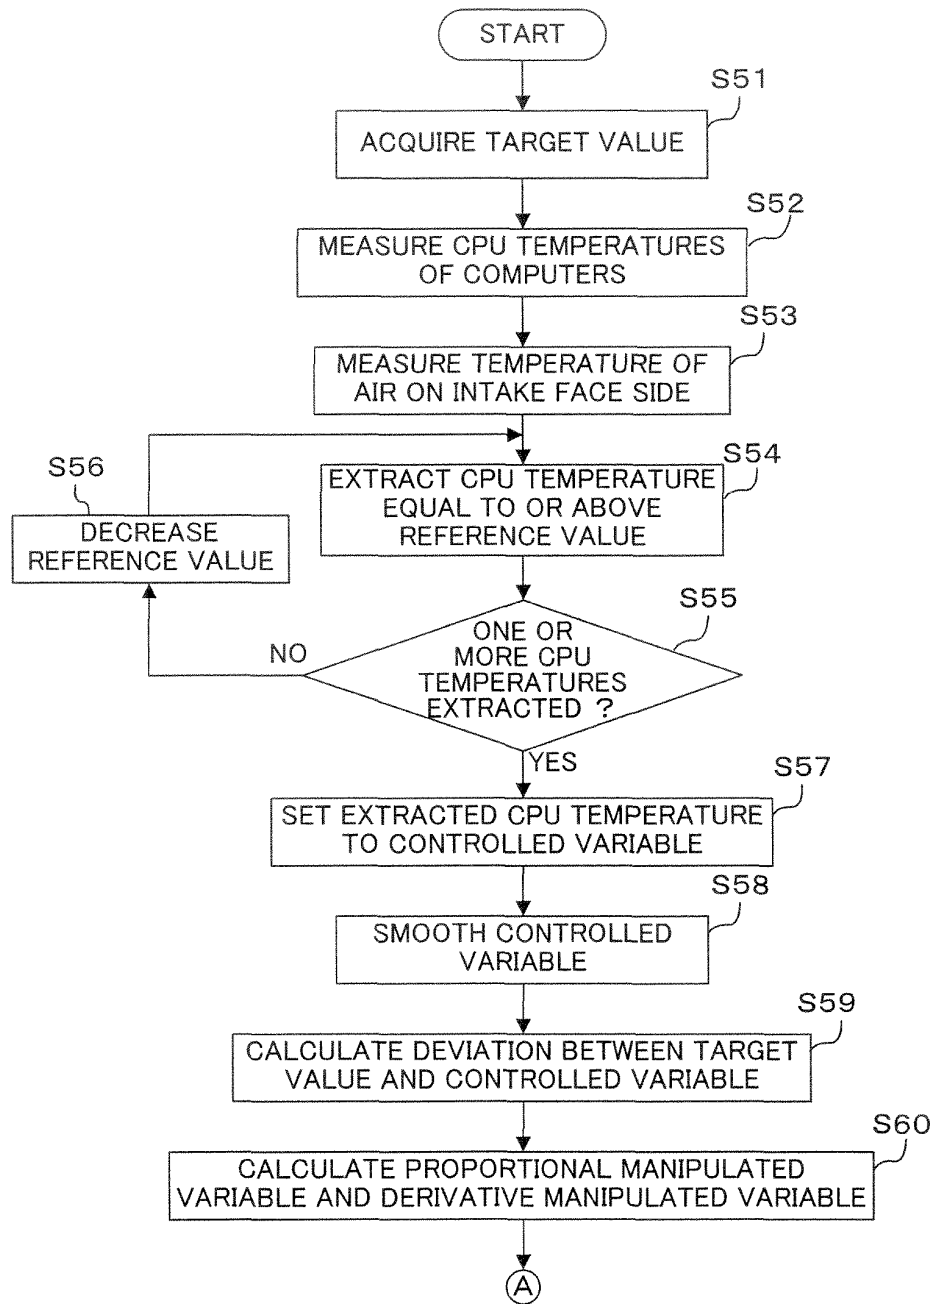 START
S51
ACQUIRE TARGET VALUE
S52
MEASURE CPU TEMPERATURES
OF COMPUTERS
S53
MEASURE TEMPERATURE OF
AIR ON INTAKE FACE SIDE
S54
EXTRACT CPU TEMPERATURE
EQUAL TO OR ABOVE
REFERENCE VALUE
S56
DECREASE
REFERENCE VALUE
S55
ONE OR
MORE CPU
TEMPERATURES
EXTRACTED ?
NO
YES
S57
SET EXTRACTED CPU TEMPERATURE
TO CONTROLLED VARIABLE
S58
SMOOTH CONTROLLED
VARIABLE
S59
CALCULATE DEVIATION BETWEEN TARGET
VALUE AND CONTROLLED VARIABLE
S60
CALCULATE PROPORTIONAL MANIPULATED
VARIABLE AND DERIVATIVE MANIPULATED VARIABLE
A